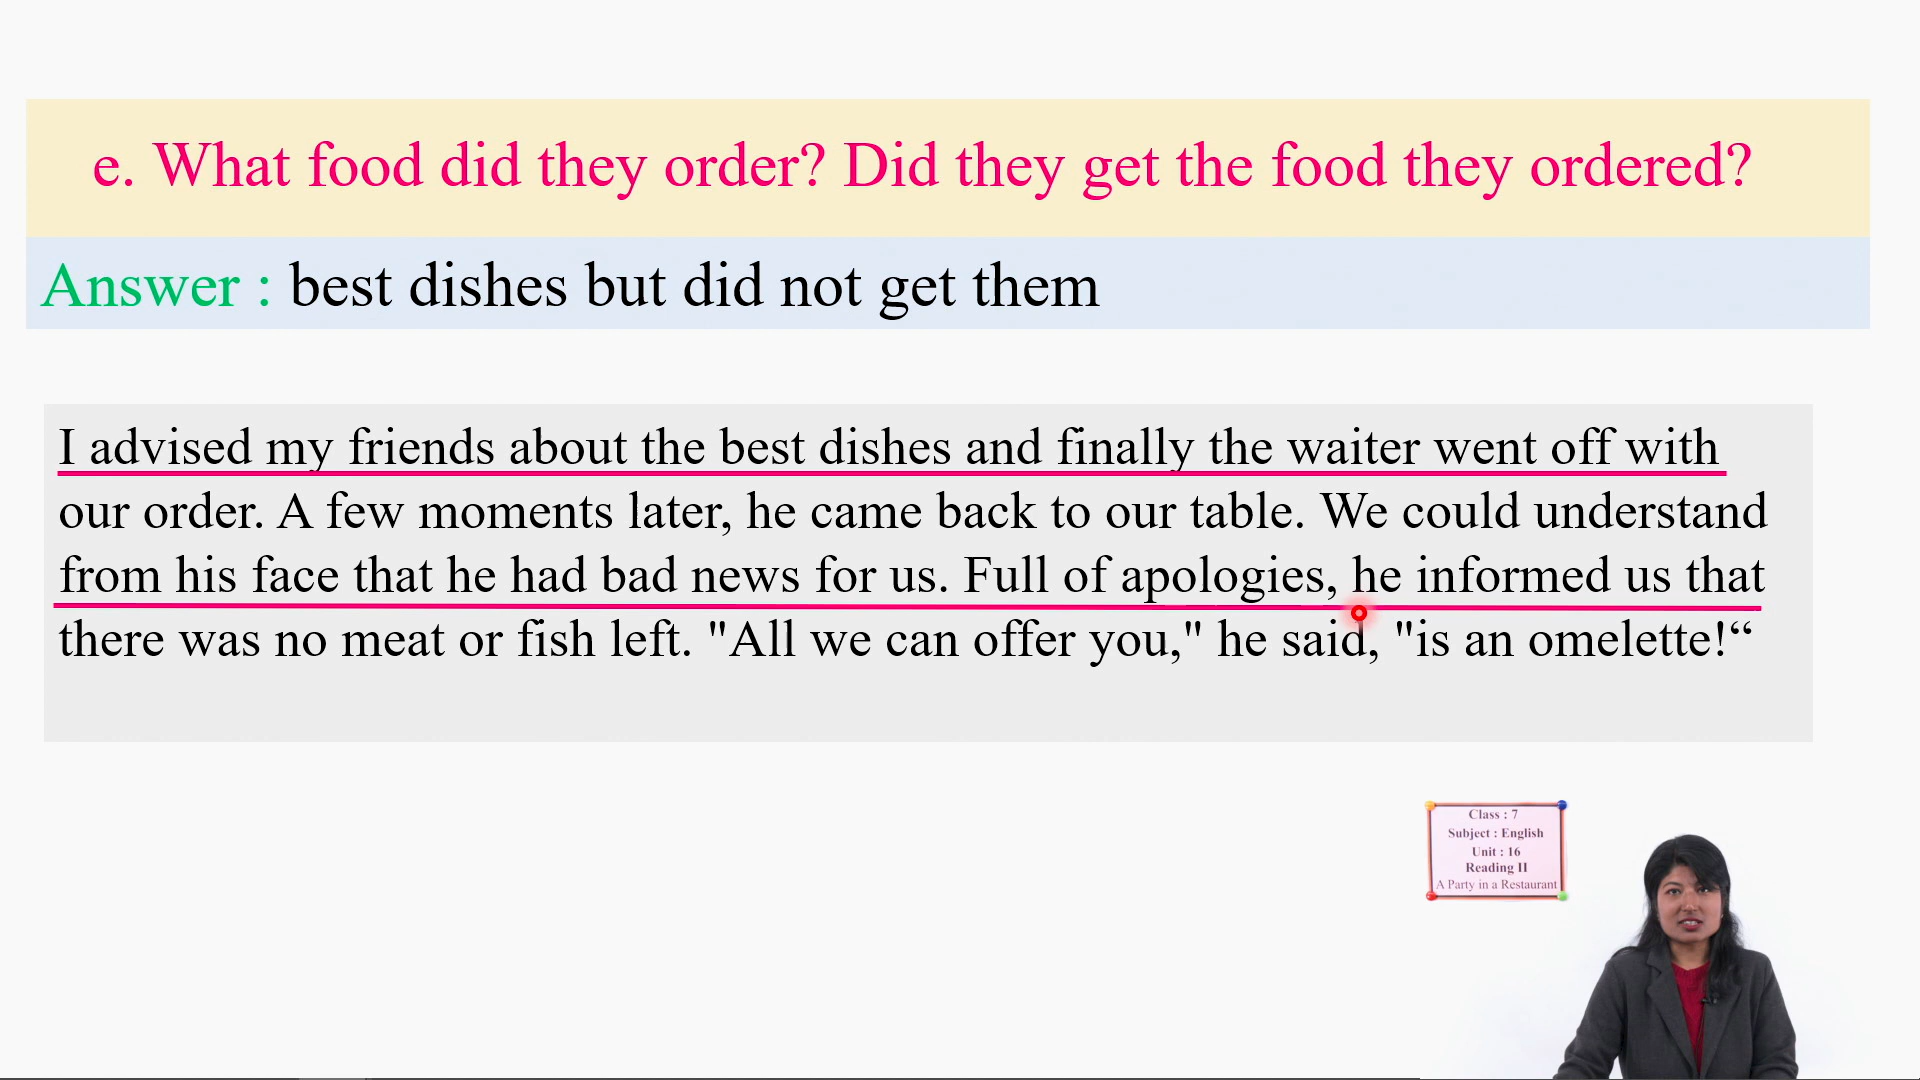 e. What food did they order? Did they get the food they ordered?
Answer : best dishes but did not get them
I advised my friends about the best dishes and finally the waiter went off with
our order. A few moments later, he came back to our table. We could understand
from his face that he had bad news for us. Full of apologies, he informed us that
there was no meat or fish left. "All we can offer you," he said, "is an omelette!“
Class : 7
Subject : English
Unit : 16
Reading II
A Party in a Restaurant